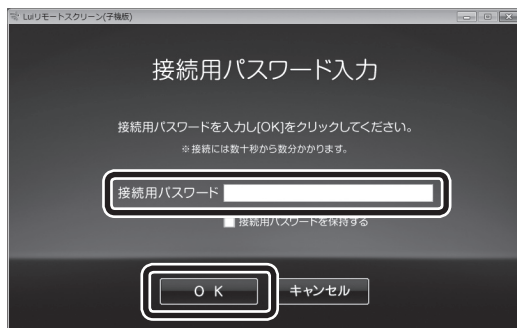 Luiリモートスクリーン(子機版)
接続用パスワード入力
接続用パスワードを入力し[OK]をクリックしてください。
※接続には数十秒から数分かかります。
接続用パスワード
接続用パスワードを保持する
OK
キャンセル